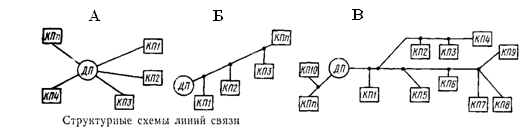 А Б В
КПп КП1 КПп КП4
КП2 КП3 КП9
ДП КП10 ДП
КП2 КП3
КП4 КП3 ДП КП1 КП2 КПп КП1 КП5 КП6 КП7 КП8
Структурные схемы линий связи